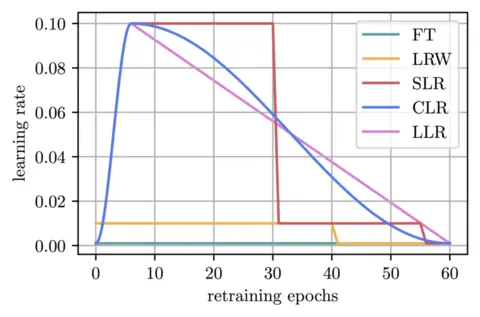 0.10
0.08
0.06
0.04
0.02
0.00
learning rate
0 10 20 30 40 50 60
retraining epochs
FT
LRW
SLR
CLR
LLR